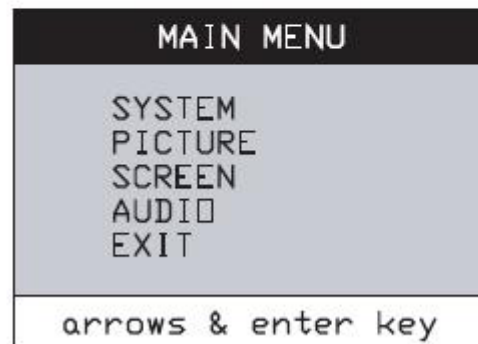 MAIN MENU
SYSTEM
PICTURE
SCREEN
AUDIO
EXIT
arrows & enter key